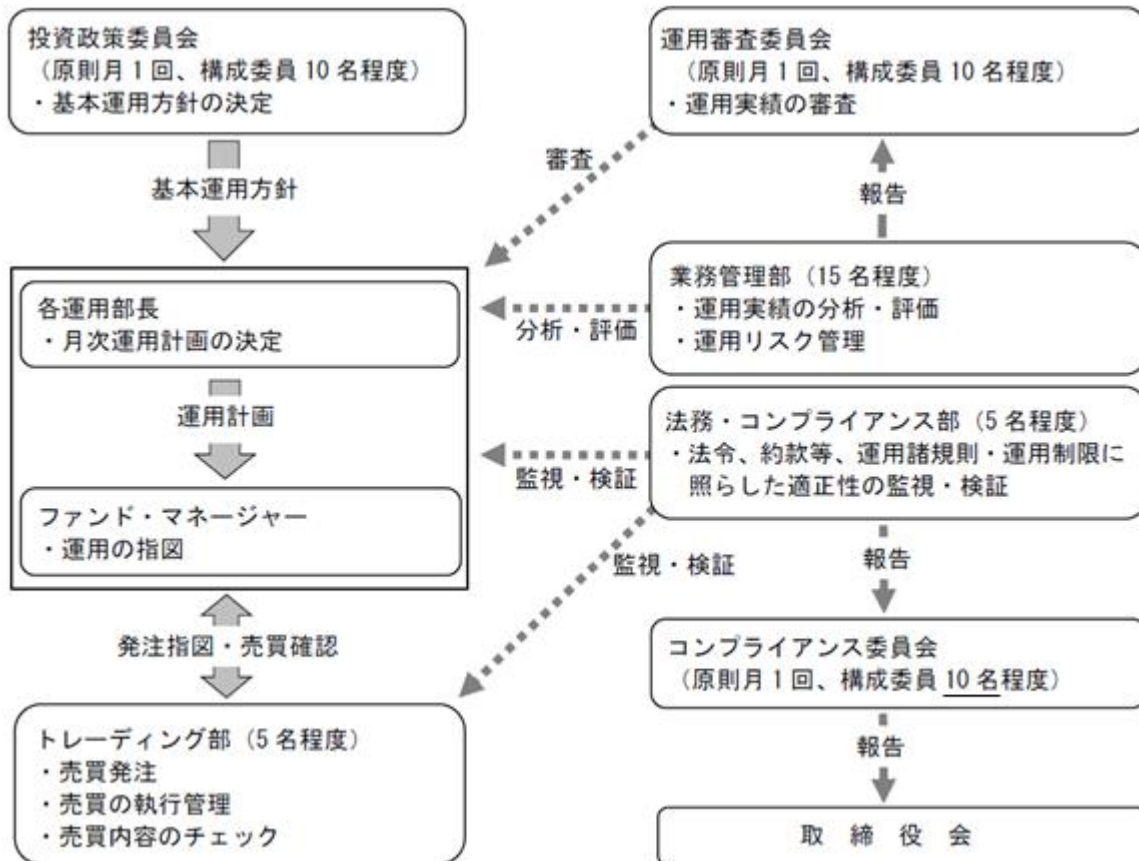 投資政策委員会
（原則月１回、構成委員 10 名程度）
・基本運用方針の決定
基本運用方針
各運用部長
・月次運用計画の決定
運用計画
ファンド・マネージャー
・運用の指図
発注指図・売買確認
トレーディング部（5 名程度）
・売買発注
・売買の執行管理
・売買内容のチェック
運用審査委員会
（原則月１回、構成委員 10 名程度）
・運用実績の審査
審査
報告
業務管理部（15 名程度）
・運用実績の分析・評価
・運用リスク管理
分析・評価
法務・コンプライアンス部（5 名程度）
・法令、約款等、運用諸規則・運用制限に
照らした適正性の監視・検証
監視・検証
監視・検証
報告
コンプライアンス委員会
（原則月１回、構成委員 10 名程度）
報告
取　締　役　会